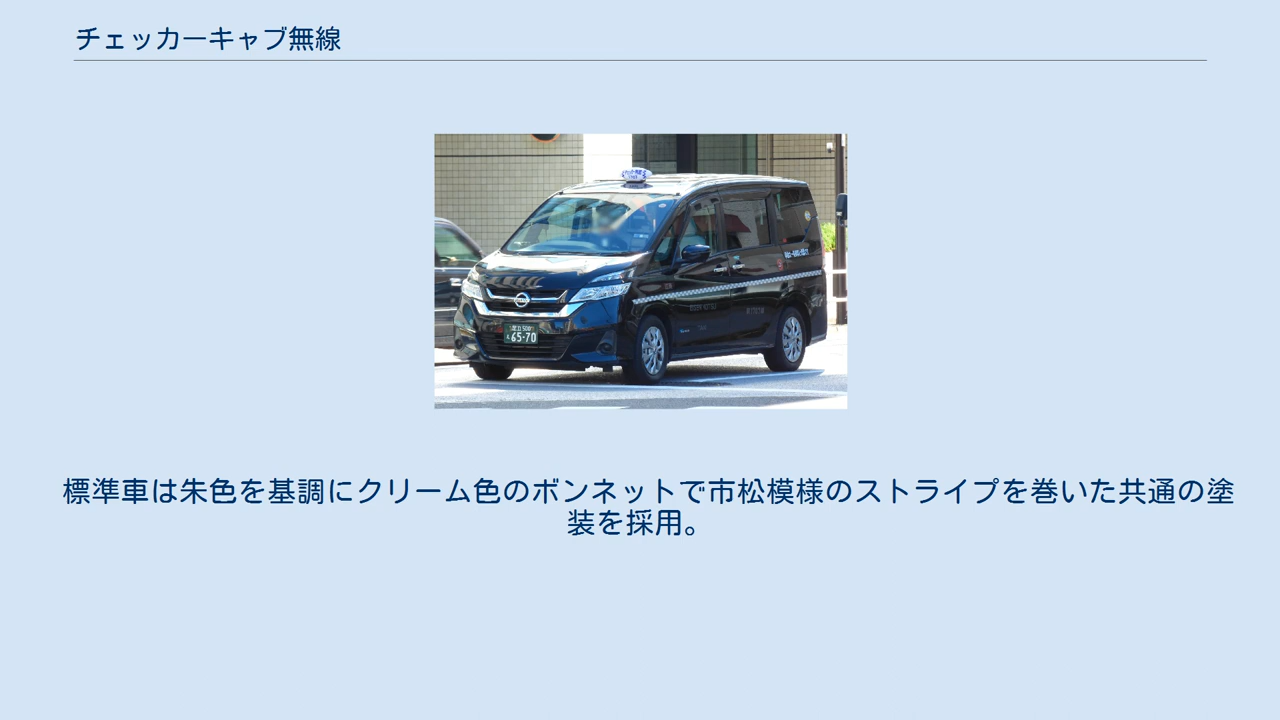 チェッカーキャブ無線
65-70
標準車は朱色を基調にクリーム色のボンネットで市松模様のストライプを巻いた共通の塗
装を採用。